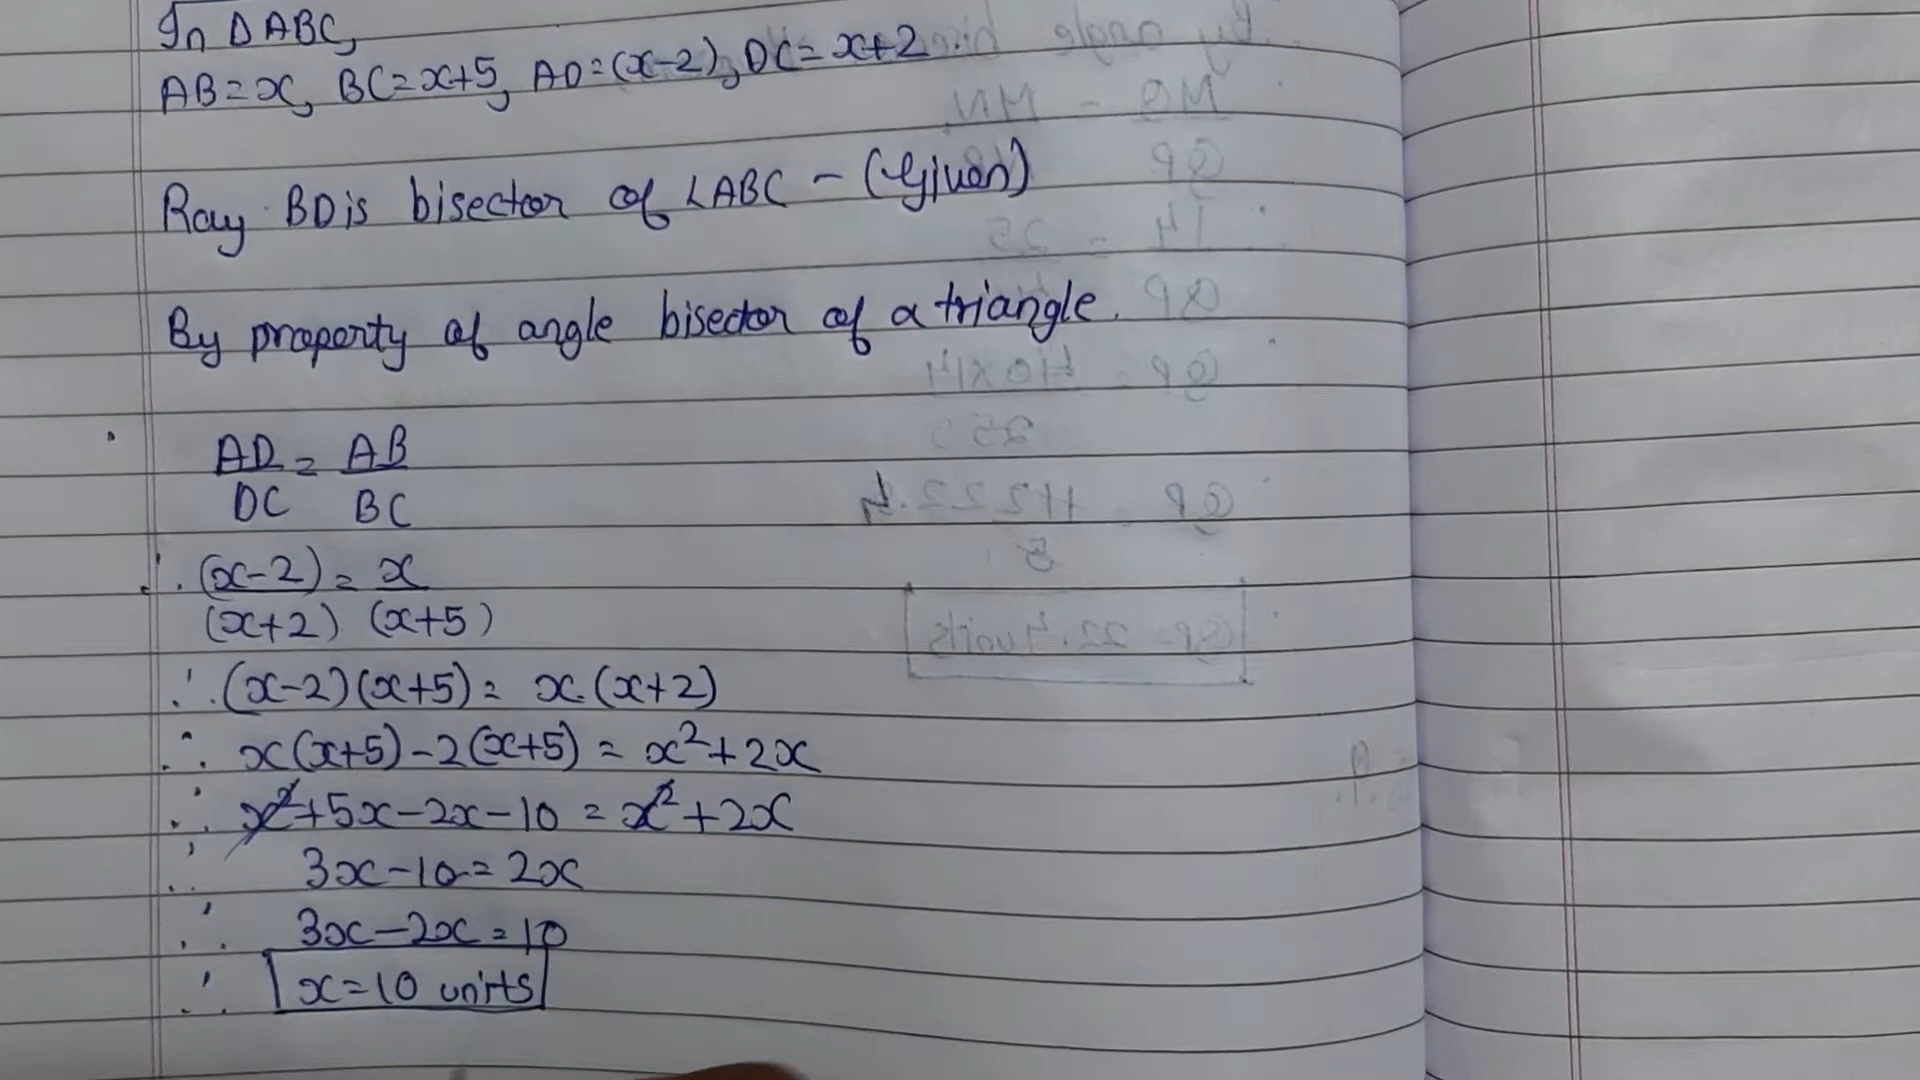 In ΔABC,
AB=x, BC=x+5, AD=(x-2), DC=x+2.
Ray BD is bisector of ∠ABC - (Given)
By property of angle bisector of a triangle.
AD/DC = AB/BC
∴ (x-2)/(x+2) = x/(x+5)
∴ (x-2)(x+5) = x(x+2)
∴ x(x+5)-2(x+5) = x²+2x
∴ x²+5x-2x-10 = x²+2x
∴ 3x-10=2x
∴ 3x-2x=10
∴ x=10 units